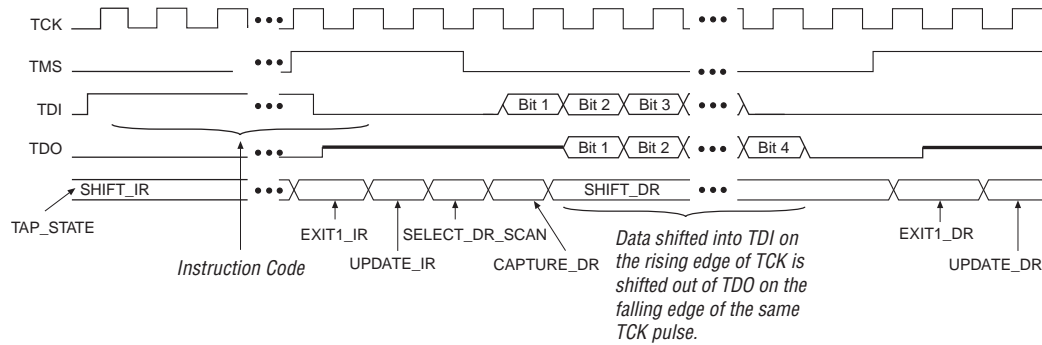 TCK
TMS
TDI
Bit 1 Bit 2 Bit 3
TDO
Bit 1 Bit 2 Bit 4
SHIFT_IR
SHIFT_DR
TAP_STATE
EXIT1_IR
SELECT_DR_SCAN
EXIT1_DR
Instruction Code
UPDATE_IR
CAPTURE_DR
UPDATE_DR
Data shifted into TDI on
the rising edge of TCK is
shifted out of TDO on the
falling edge of the same
TCK pulse.